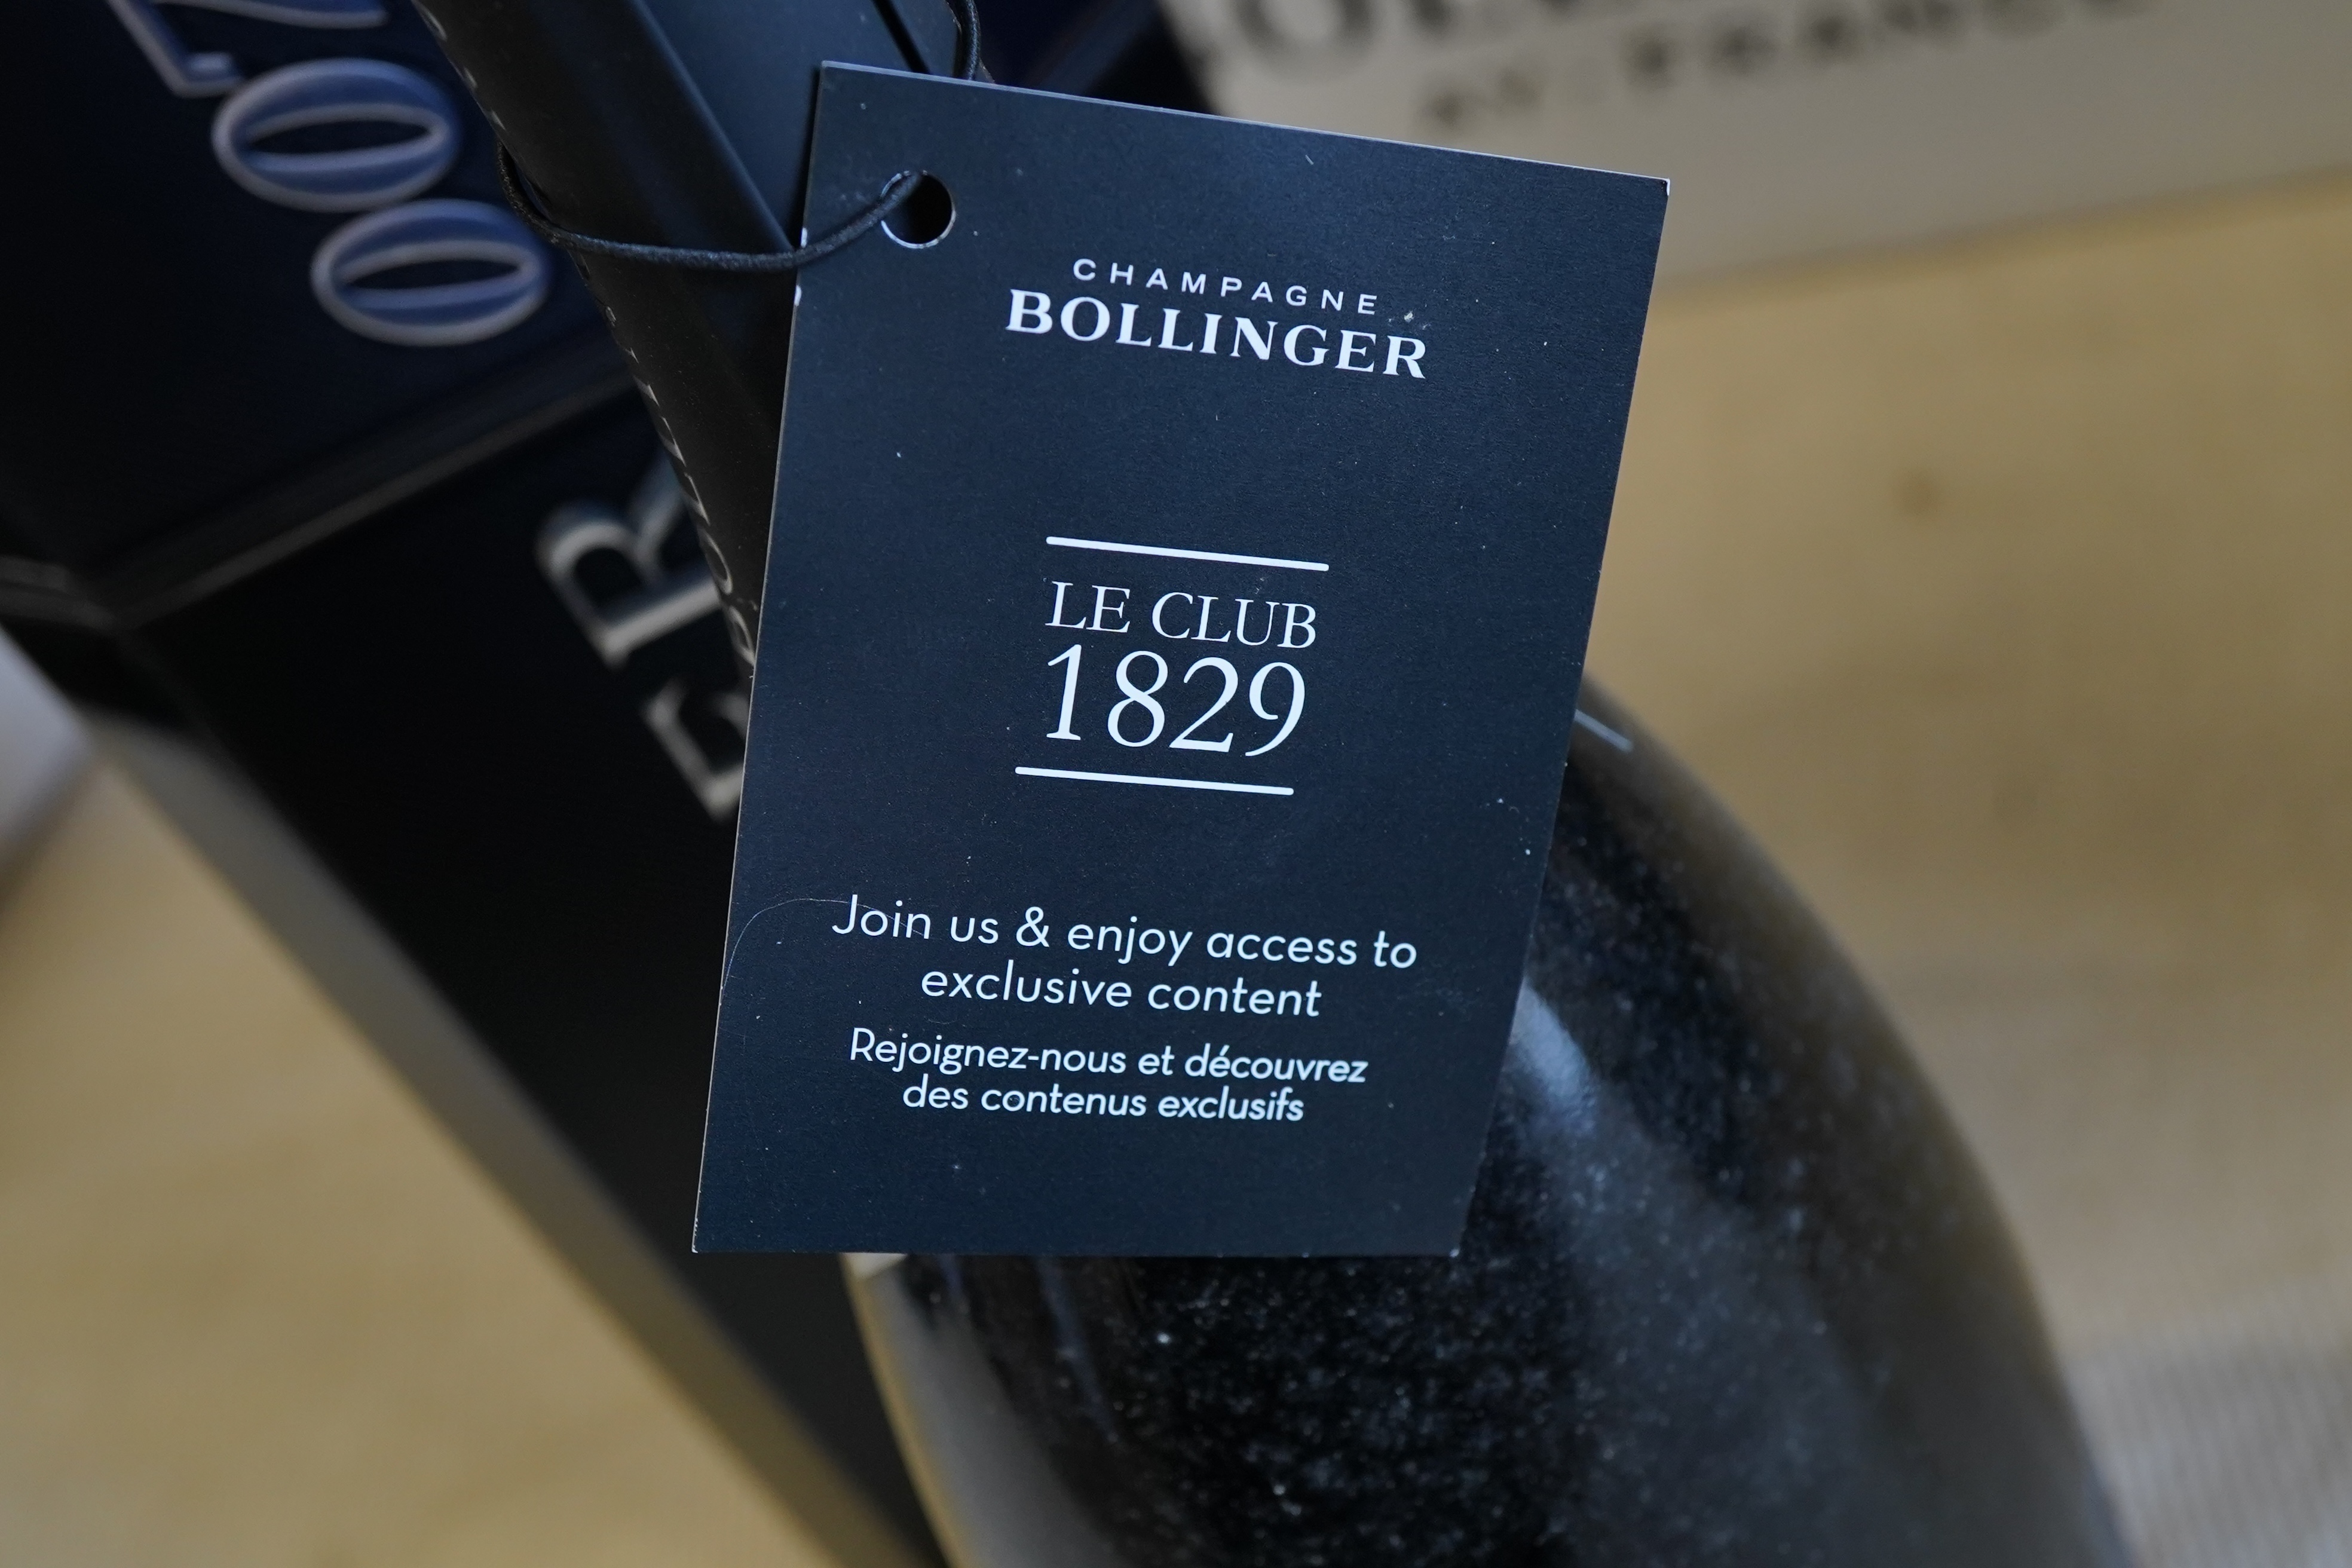 CHAMPAGNE
BOLLINGER
LE CLUB
1829
Join us & enjoy access to
exclusive content
Rejoignez-nous et découvrez
des contenus exclusifs
007